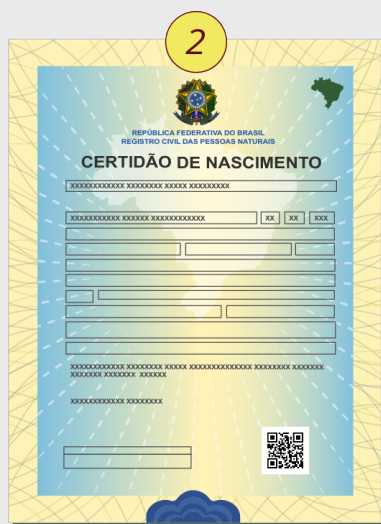 2
REPÚBLICA FEDERATIVA DO BRASIL
REGISTRO CIVIL DAS PESSOAS NATURAIS
CERTIDÃO DE NASCIMENTO
XXXXXXXXXXXX XXXXXXXX XXXXX XXXXXXXXX
XXXXXXXXXXX XXXXXX XXXXXXXXXXXX XX XX XXX
XXXXXXXXXXXX XXXXXXXX XXXXX XXXXXXXXXXXXXX XXXXXXXX XXXXXXX
XXXXXXX XXXXXXX XXXXXX
XXXXXXXXXXXX XXXXXXXX